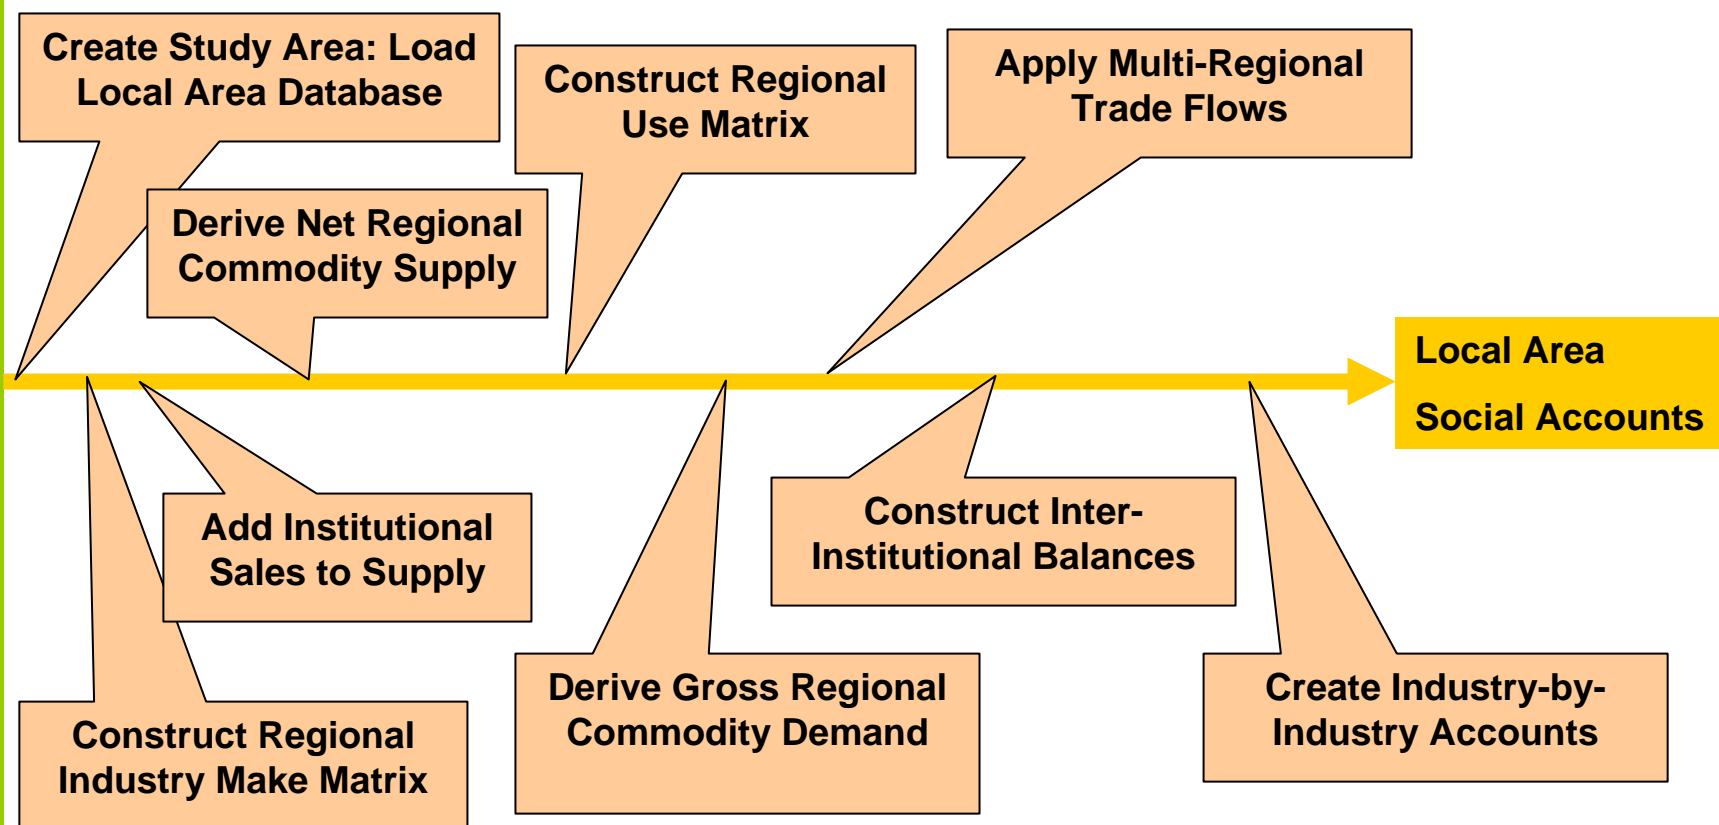 Create Study Area: Load
Local Area Database
Construct Regional
Use Matrix
Apply Multi-Regional
Trade Flows
Derive Net Regional
Commodity Supply
Local Area
Social Accounts
Add Institutional
Sales to Supply
Construct Inter-
Institutional Balances
Construct Regional
Industry Make Matrix
Derive Gross Regional
Commodity Demand
Create Industry-by-
Industry Accounts